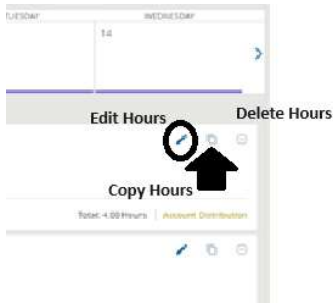 TUESDAY WEDNESDAY
14
Edit Hours Delete Hours
Copy Hours
Total: 4.00 Hours | Account Distribution